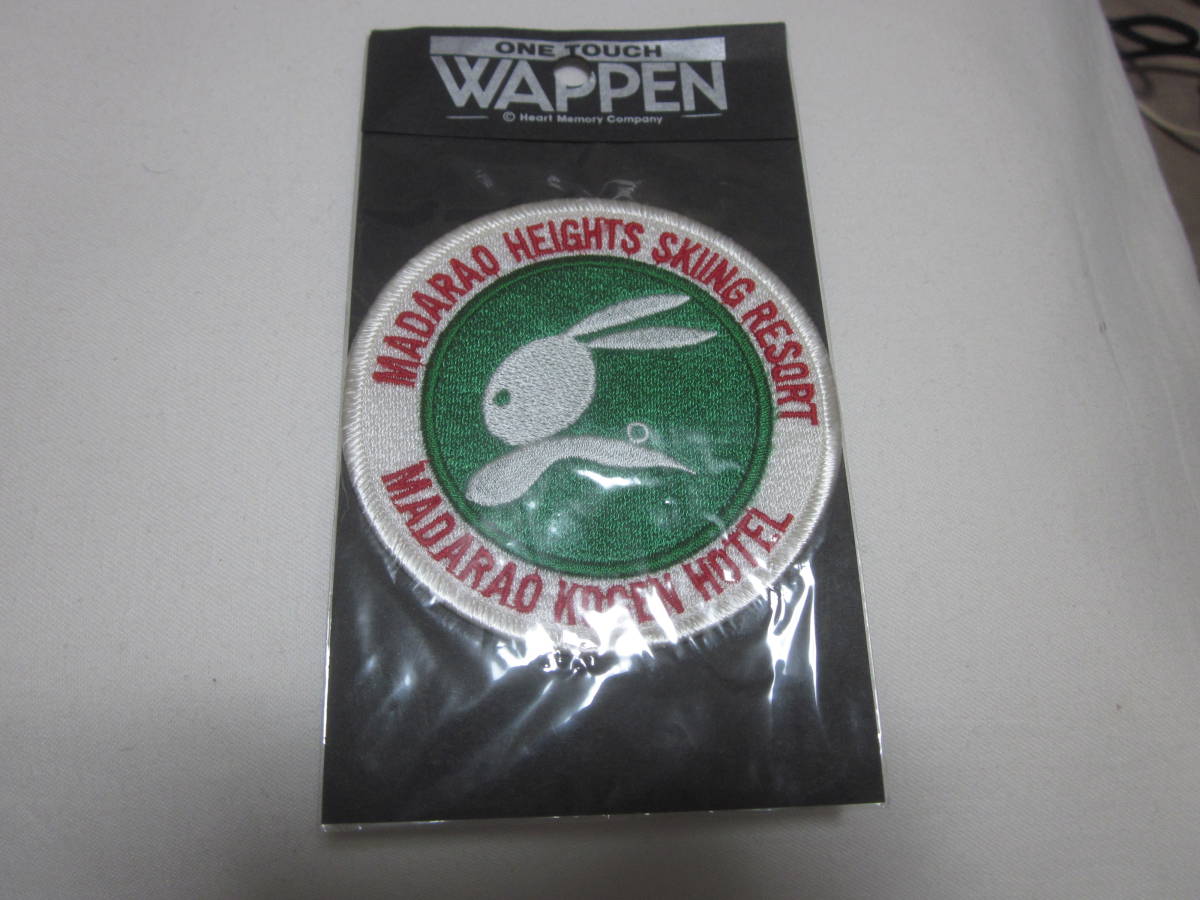 ONE TOUCH
WAPPEN
© Heart Memory Company
MADARAO HEIGHTS SKIING RESORT
MADARAO KOGEN HOTEL